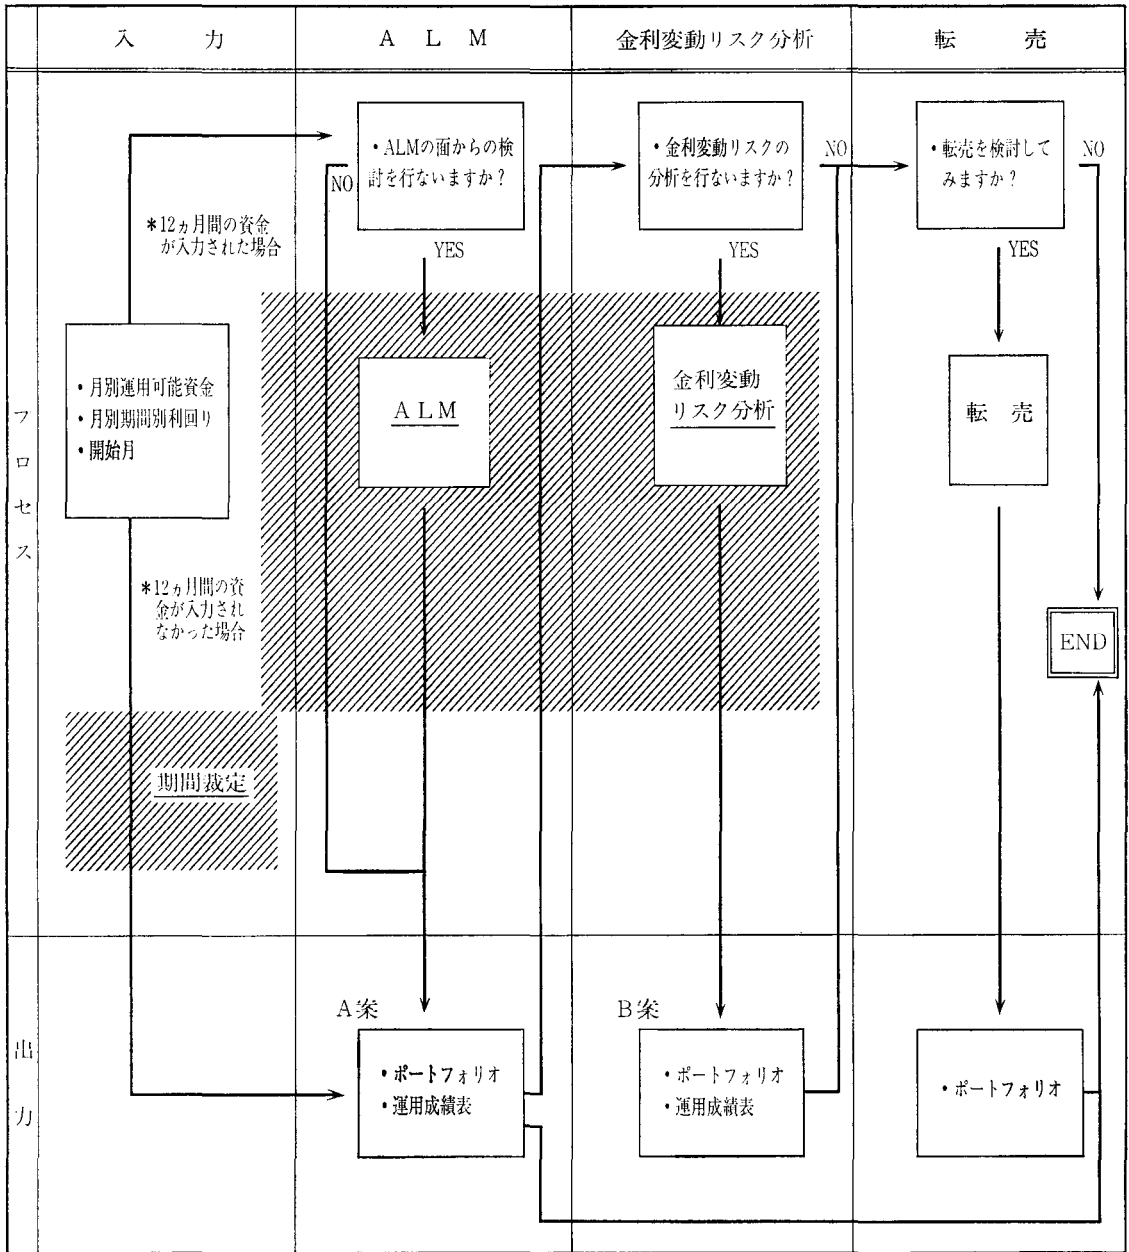 入 力
A L M
金利変動リスク分析
転 売
フロセス
・ALMの面からの検
討を行ないますか?
NO
YES
・金利変動リスクの
分析を行ないますか?
NO
YES
・転売を検討して
みますか?
NO
YES
*12ヵ月間の資金
が入力された場合
・月別運用可能資金
・月別期間別利回り
・開始月
ALM
金利変動
リスク分析
転 売
*12ヵ月間の資
金が入力され
なかった場合
END
期間裁定
出力
A案
・ポートフォリオ
・運用成績表
B案
・ポートフォリオ
・運用成績表
・ポートフォリオ